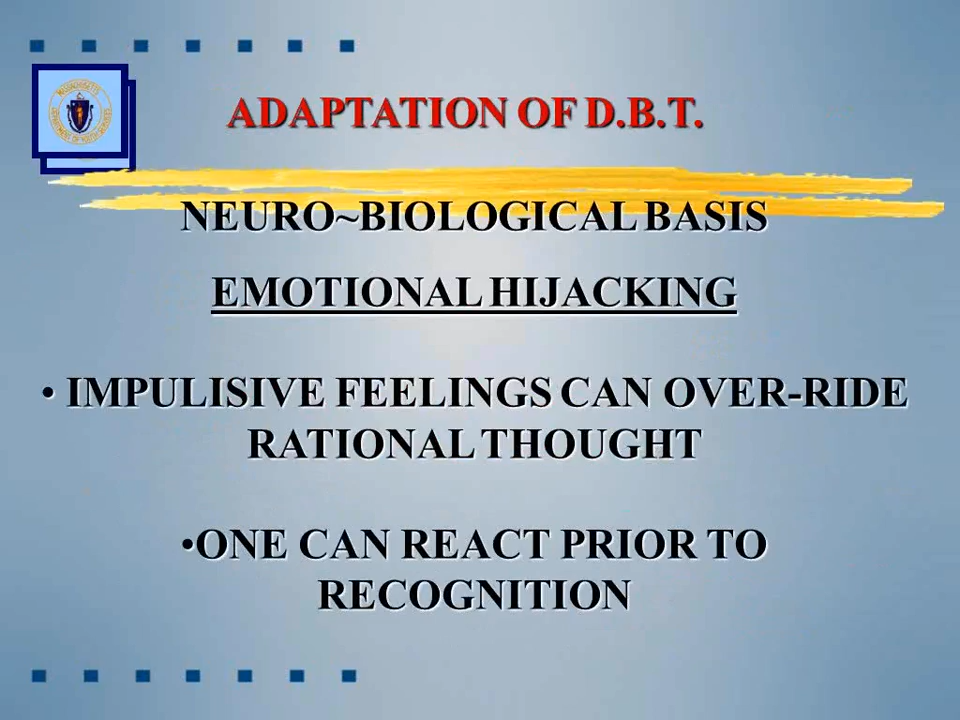 ADAPTATION OF D.B.T.
NEURO~BIOLOGICAL BASIS
EMOTIONAL HIJACKING
• IMPULISIVE FEELINGS CAN OVER-RIDE
RATIONAL THOUGHT
•ONE CAN REACT PRIOR TO
RECOGNITION